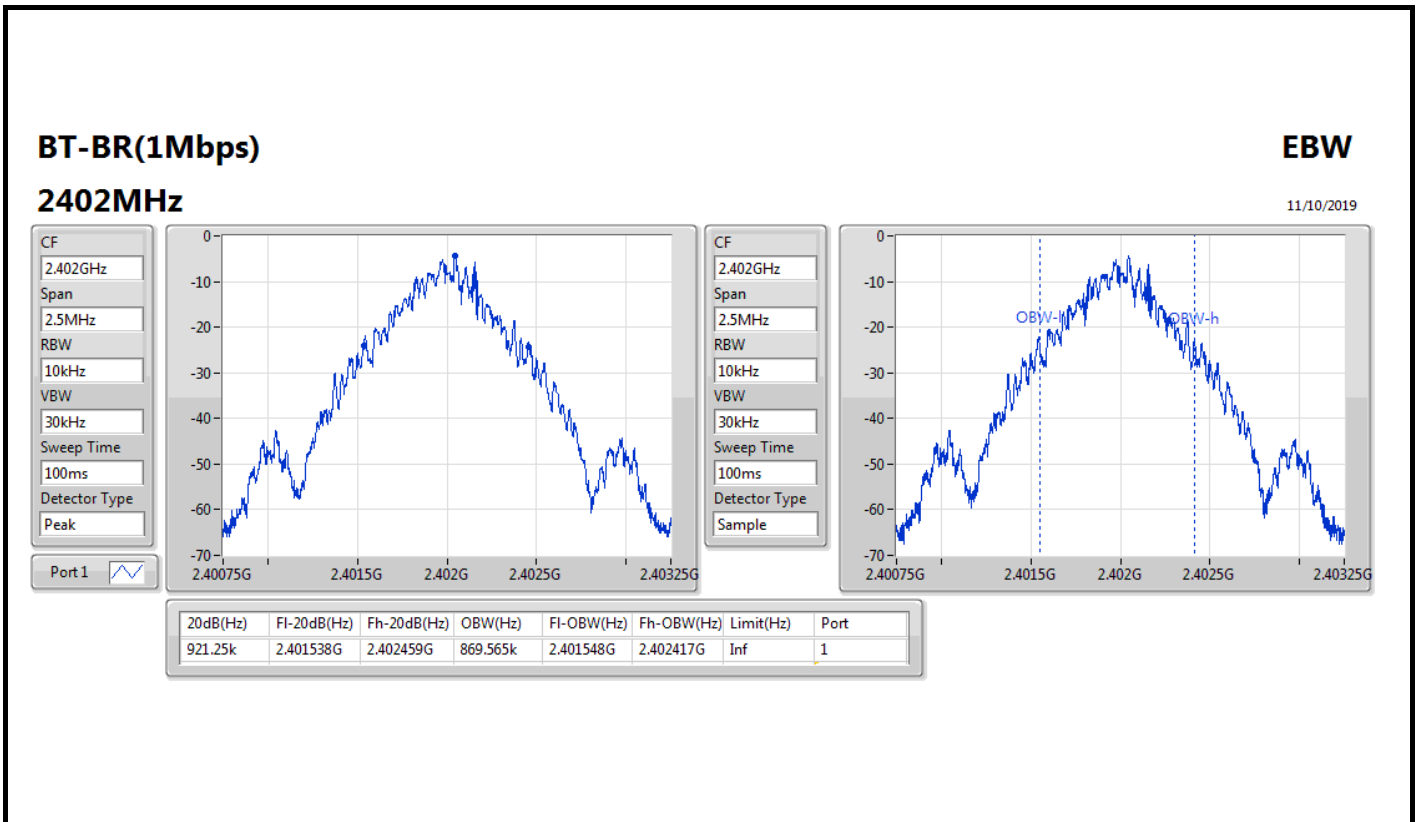 BT-BR(1Mbps)
EBW
2402MHz
11/10/2019
CF
2.402GHz
Span
2.5MHz
RBW
10kHz
VBW
30kHz
Sweep Time
100ms
Detector Type
Peak
Port 1
0
-10
-20
-30
-40
-50
-60
-70
2.40075G 2.4015G 2.402G 2.4025G 2.40325G
CF
2.402GHz
Span
2.5MHz
RBW
10kHz
VBW
30kHz
Sweep Time
100ms
Detector Type
Sample
0
-10
-20
-30
-40
-50
-60
-70
OBW-l OBW-h
2.40075G 2.4015G 2.402G 2.4025G 2.40325G
20dB(Hz) Fl-20dB(Hz) Fh-20dB(Hz) OBW(Hz) Fl-OBW(Hz) Fh-OBW(Hz) Limit(Hz) Port
921.25k 2.401538G 2.402459G 869.565k 2.401548G 2.402417G Inf 1